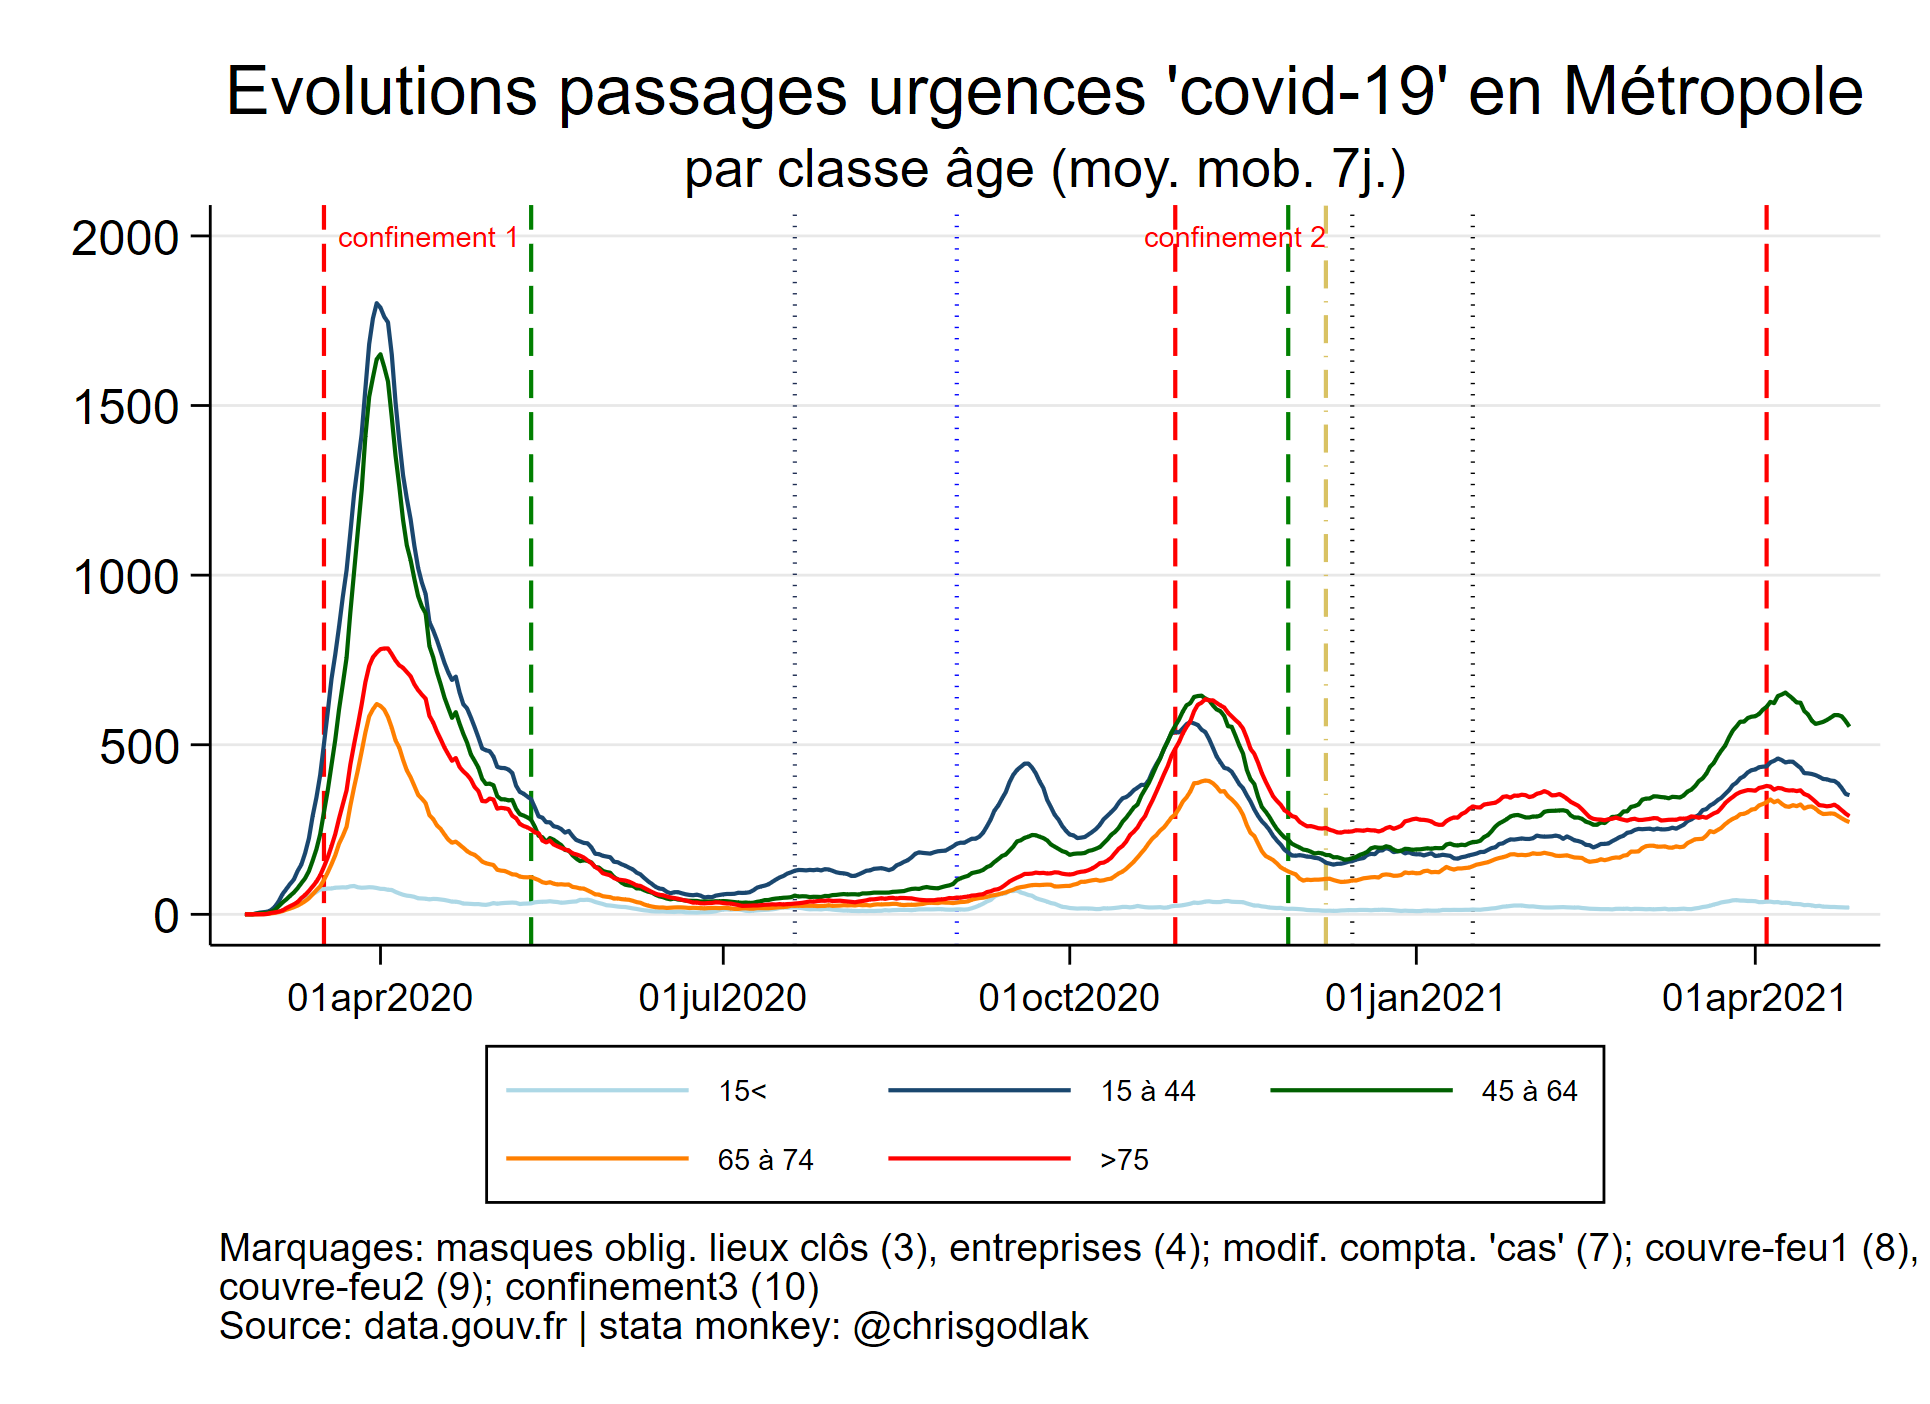 Evolutions passages urgences 'covid-19' en Métropole
par classe âge (moy. mob. 7j.)
2000
1500
1000
500
0
confinement 1
confinement 2
01apr2020
01jul2020
01oct2020
01jan2021
01apr2021
15<
15 à 44
45 à 64
65 à 74
>75
Marquages: masques oblig. lieux clôs (3), entreprises (4); modif. compta. 'cas' (7); couvre-feu1 (8),
couvre-feu2 (9); confinement3 (10)
Source: data.gouv.fr | stata monkey: @chrisgodlak